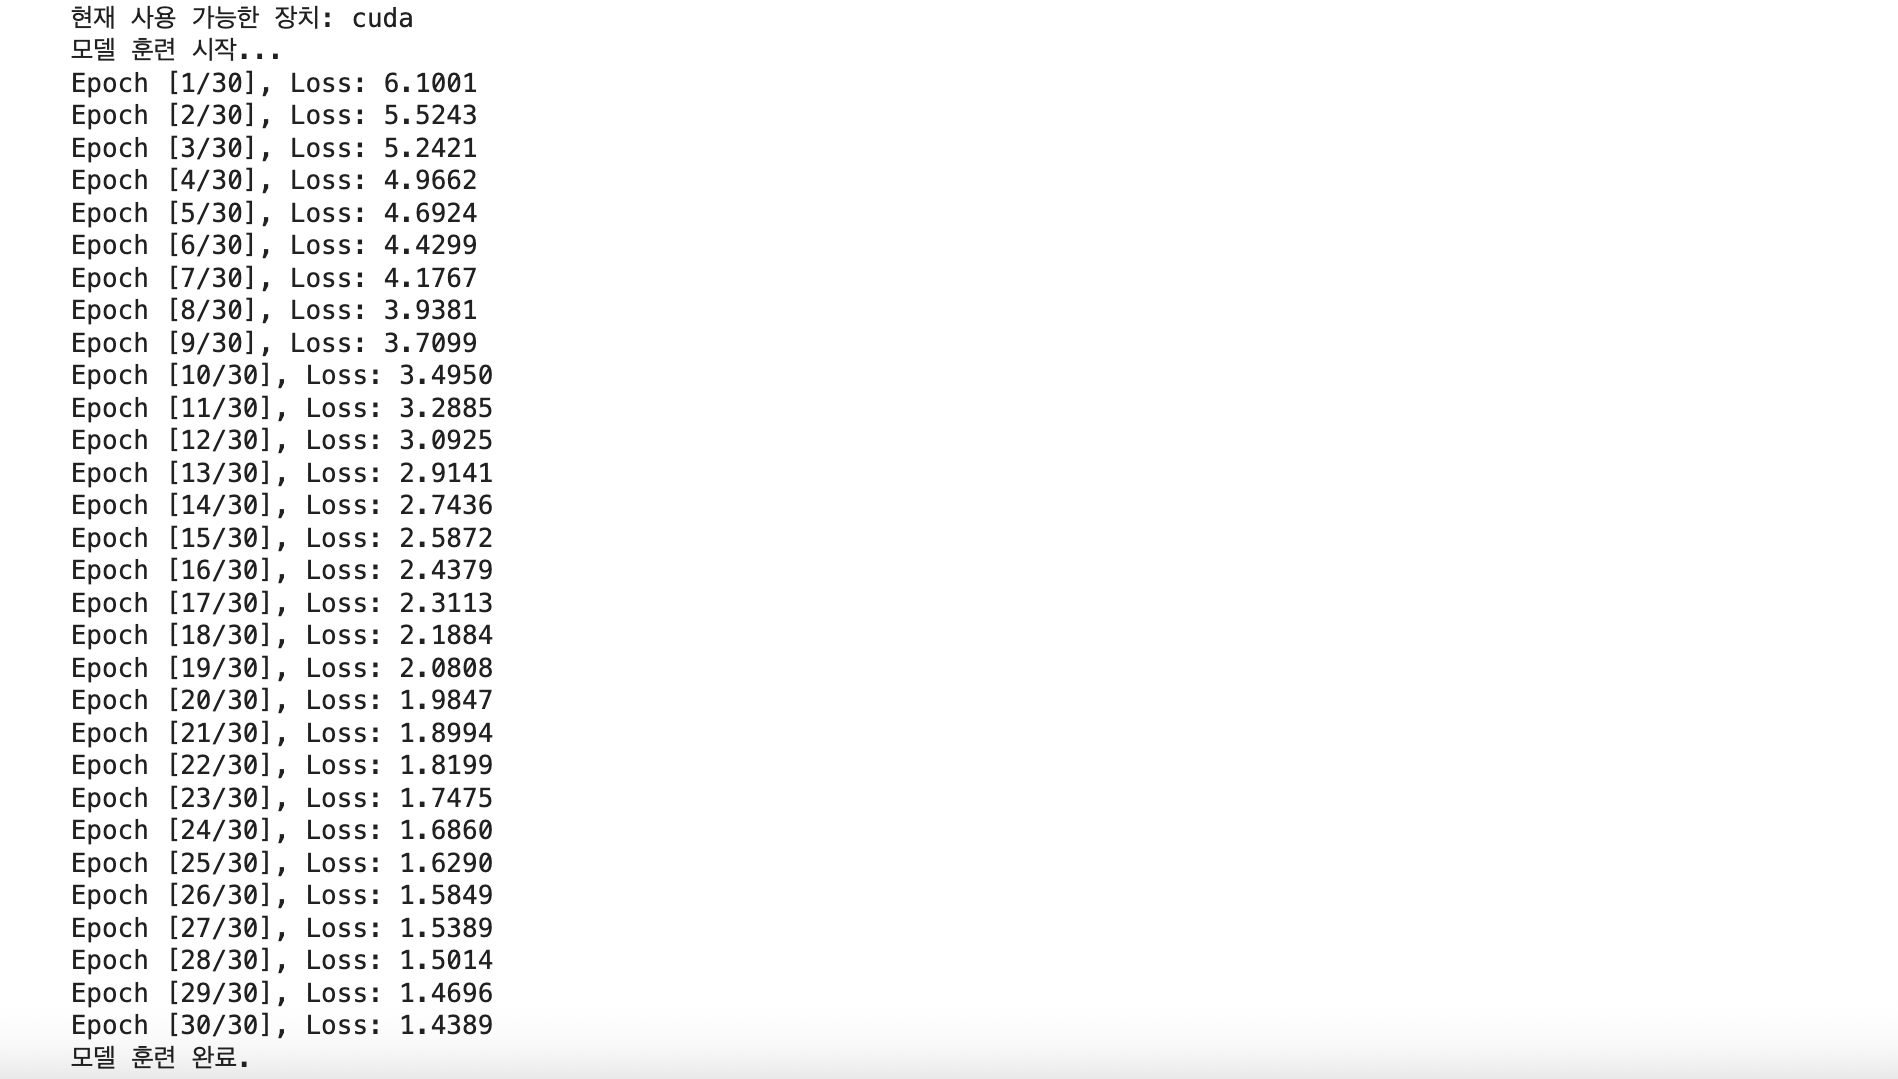 현재 사용 가능한 장치: cuda
모델 훈련 시작...
Epoch [1/30], Loss: 6.1001
Epoch [2/30], Loss: 5.5243
Epoch [3/30], Loss: 5.2421
Epoch [4/30], Loss: 4.9662
Epoch [5/30], Loss: 4.6924
Epoch [6/30], Loss: 4.4299
Epoch [7/30], Loss: 4.1767
Epoch [8/30], Loss: 3.9381
Epoch [9/30], Loss: 3.7099
Epoch [10/30], Loss: 3.4950
Epoch [11/30], Loss: 3.2885
Epoch [12/30], Loss: 3.0925
Epoch [13/30], Loss: 2.9141
Epoch [14/30], Loss: 2.7436
Epoch [15/30], Loss: 2.5872
Epoch [16/30], Loss: 2.4379
Epoch [17/30], Loss: 2.3113
Epoch [18/30], Loss: 2.1884
Epoch [19/30], Loss: 2.0808
Epoch [20/30], Loss: 1.9847
Epoch [21/30], Loss: 1.8994
Epoch [22/30], Loss: 1.8199
Epoch [23/30], Loss: 1.7475
Epoch [24/30], Loss: 1.6860
Epoch [25/30], Loss: 1.6290
Epoch [26/30], Loss: 1.5849
Epoch [27/30], Loss: 1.5389
Epoch [28/30], Loss: 1.5014
Epoch [29/30], Loss: 1.4696
Epoch [30/30], Loss: 1.4389
모델 훈련 완료.